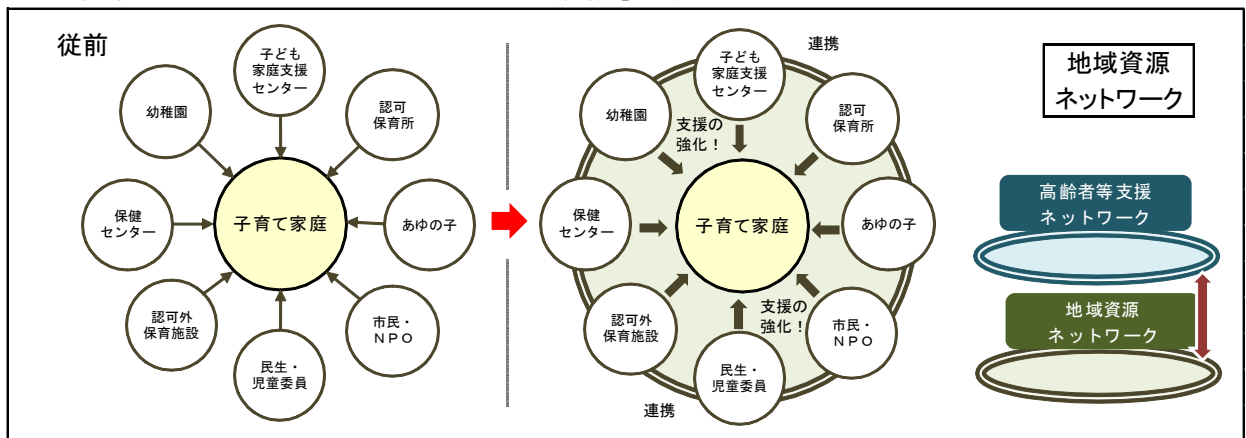 従前
子ども
家庭支援
センター
幼稚園
認可
保育所
保健
センター
子育て家庭
あゆの子
認可外
保育施設
市民・
ＮＰＯ
民生・
児童委員
連携
子ども
家庭支援
センター
幼稚園
支援の
強化！
認可
保育所
保健
センター
子育て家庭
あゆの子
認可外
保育施設
支援の
強化！
市民・
ＮＰＯ
民生・
児童委員
連携
地域資源
ネットワーク
高齢者等支援
ネットワーク
地域資源
ネットワーク